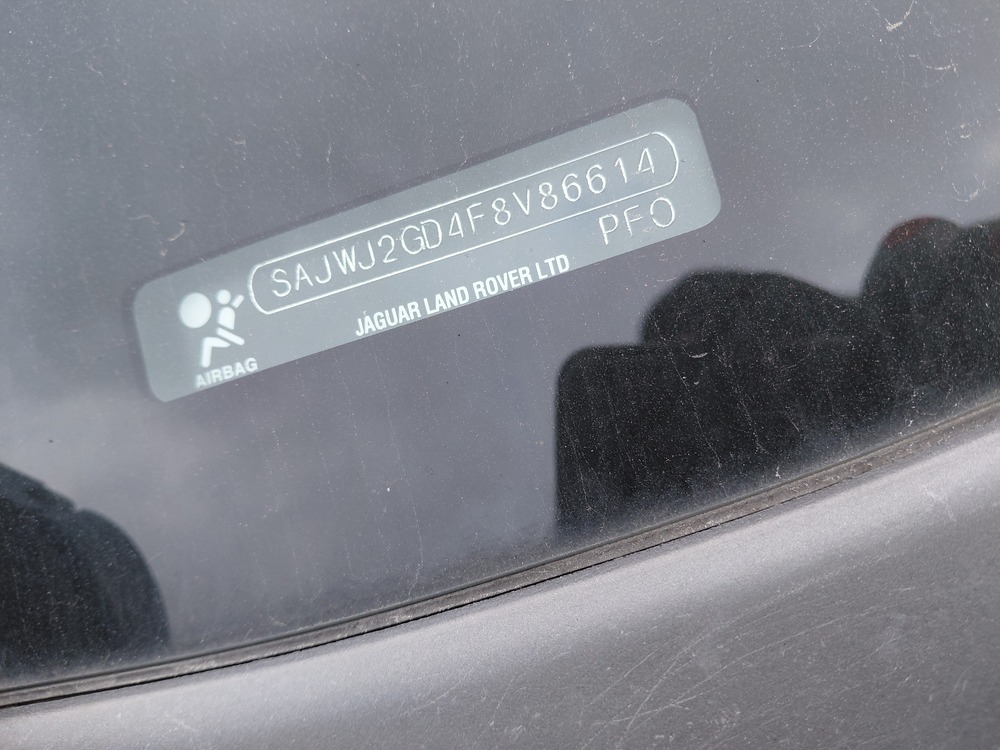 SAJWJ2GD4F8V86614
PFO
JAGUAR LAND ROVER LTD
AIRBAG